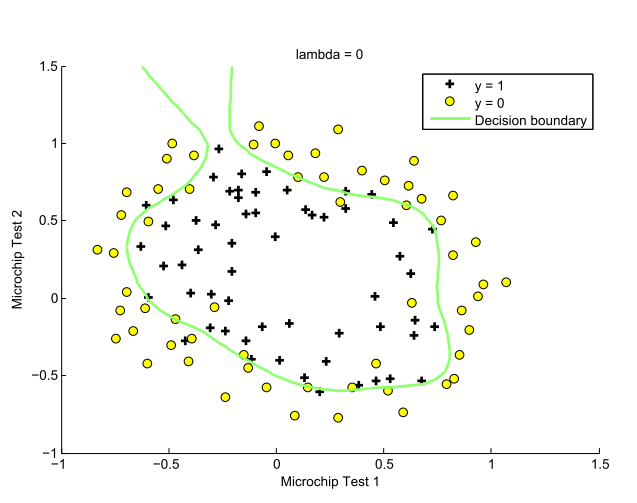 lambda = 0
y = 1
y = 0
Decision boundary
Microchip Test 2
1.5
1
0.5
0
−0.5
−1
−1
−0.5
0
0.5
1
1.5
Microchip Test 1